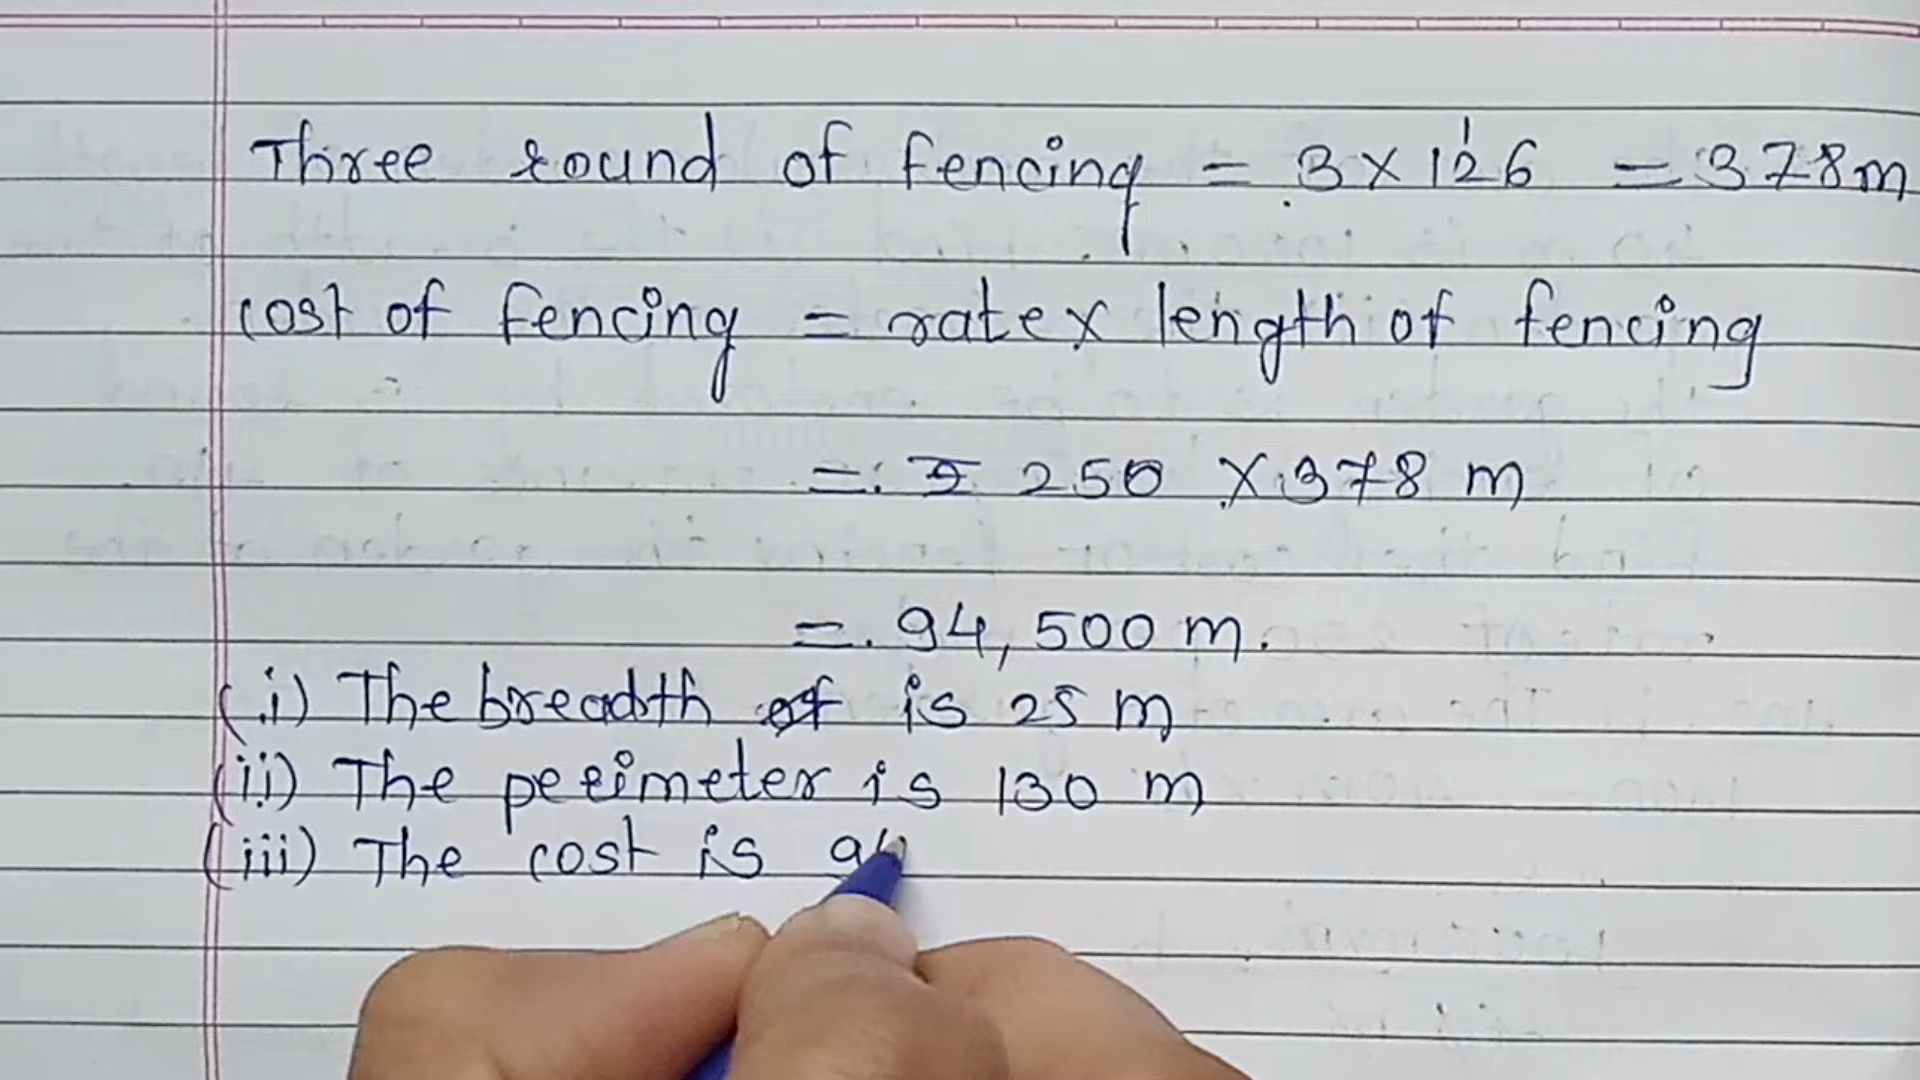 Three round of fencing = 3 × 126 = 378 m
cost of fencing = rate × length of fencing
= ₹ 250 × 378 m
= 94,500 m.
(i) The breadth is 25 m
(ii) The perimeter is 130 m
(iii) The cost is 94